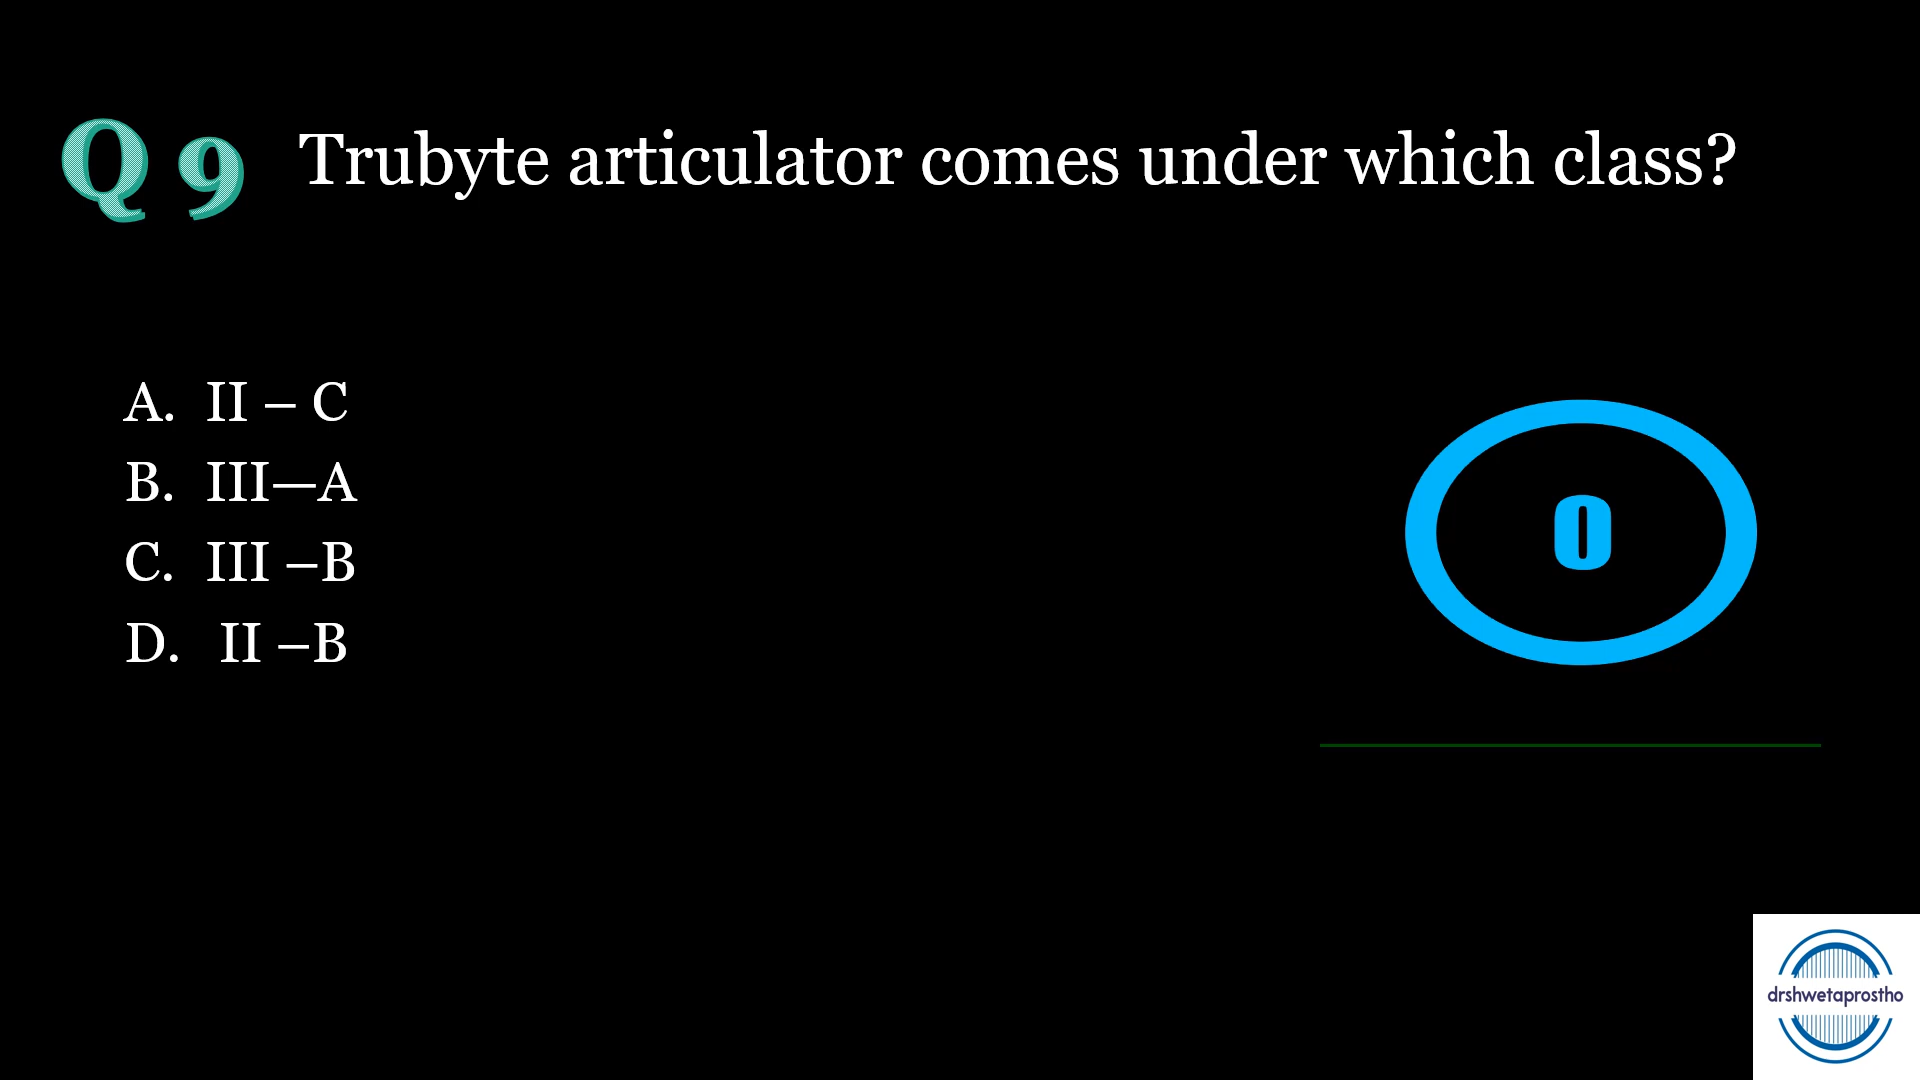 Q 9 Trubyte articulator comes under which class?
A. II – C
B. III—A
C. III –B
D. II –B
0
drshwetaprostho